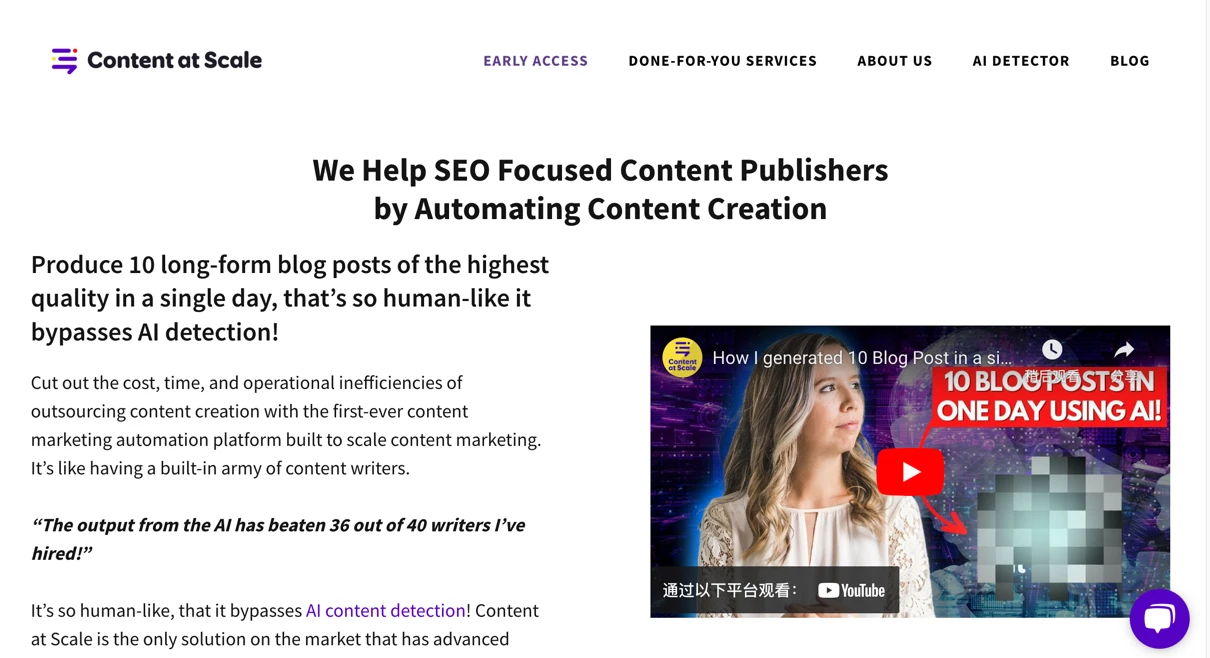 Content at Scale
EARLY ACCESS
DONE-FOR-YOU SERVICES
ABOUT US
AI DETECTOR
BLOG
We Help SEO Focused Content Publishers
by Automating Content Creation
Produce 10 long-form blog posts of the highest
quality in a single day, that’s so human-like it
bypasses AI detection!
Cut out the cost, time, and operational inefficiencies of
outsourcing content creation with the first-ever content
marketing automation platform built to scale content marketing.
It’s like having a built-in army of content writers.
“The output from the AI has beaten 36 out of 40 writers I’ve
hired!”
It’s so human-like, that it bypasses AI content detection! Content
at Scale is the only solution on the market that has advanced
Content
at Scale
How I generated 10 Blog Post in a si...
稍后观看
分享
10 BLOG POSTS IN
ONE DAY USING AI!
通过以下平台观看：
YouTube